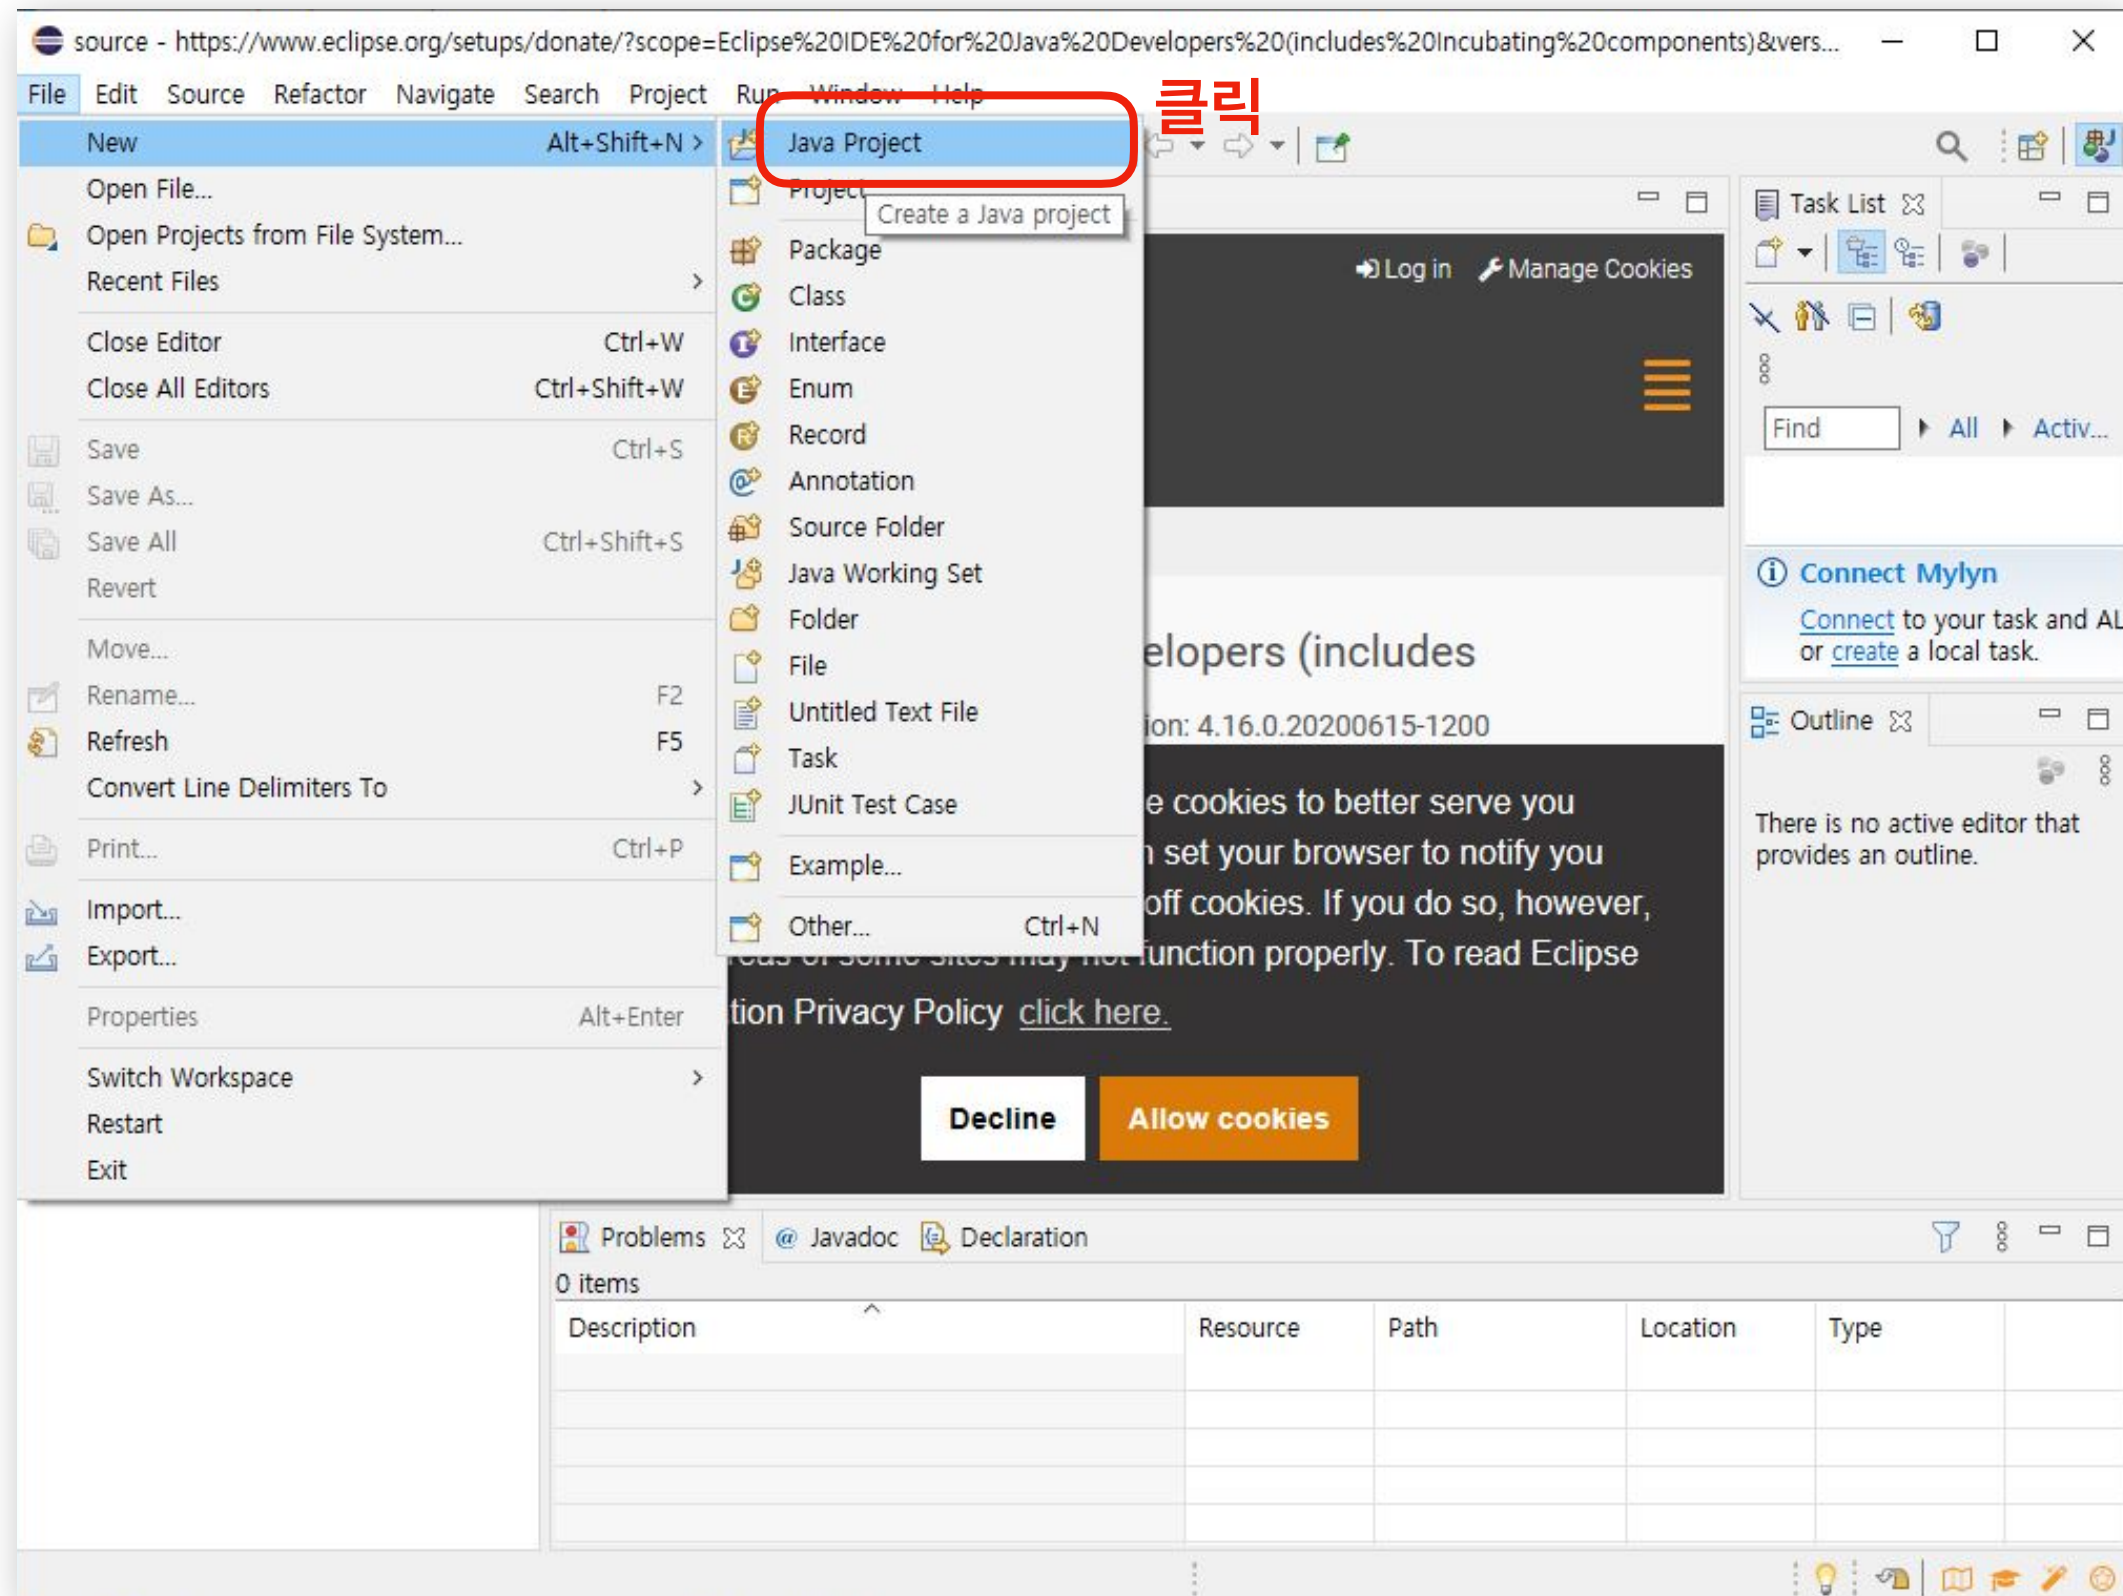 source - https://www.eclipse.org/setups/donate/?scope=Eclipse%20IDE%20for%20Java%20Developers%20(includes%20Incubating%20components)&vers...
File Edit Source Refactor Navigate Search Project Run Window Help
클릭
New Alt+Shift+N >
Open File...
Open Projects from File System...
Recent Files >
Close Editor Ctrl+W
Close All Editors Ctrl+Shift+W
Save Ctrl+S
Save As...
Save All Ctrl+Shift+S
Revert
Move...
Rename... F2
Refresh F5
Convert Line Delimiters To >
Print... Ctrl+P
Import...
Export...
Properties Alt+Enter
Switch Workspace >
Restart
Exit
Java Project
Project...
Create a Java project
Package
Class
Interface
Enum
Record
Annotation
Source Folder
Java Working Set
Folder
File
Untitled Text File
Task
JUnit Test Case
Example...
Other... Ctrl+N
Log in Manage Cookies
elopers (includes
ion: 4.16.0.20200615-1200
e cookies to better serve you
set your browser to notify you
off cookies. If you do so, however,
reas of some sites may not function properly. To read Eclipse
tion Privacy Policy click here.
Decline Allow cookies
Task List
Find All Activ...
Connect Mylyn
Connect to your task and AL
or create a local task.
Outline
There is no active editor that
provides an outline.
Problems @ Javadoc Declaration
0 items
Description Resource Path Location Type